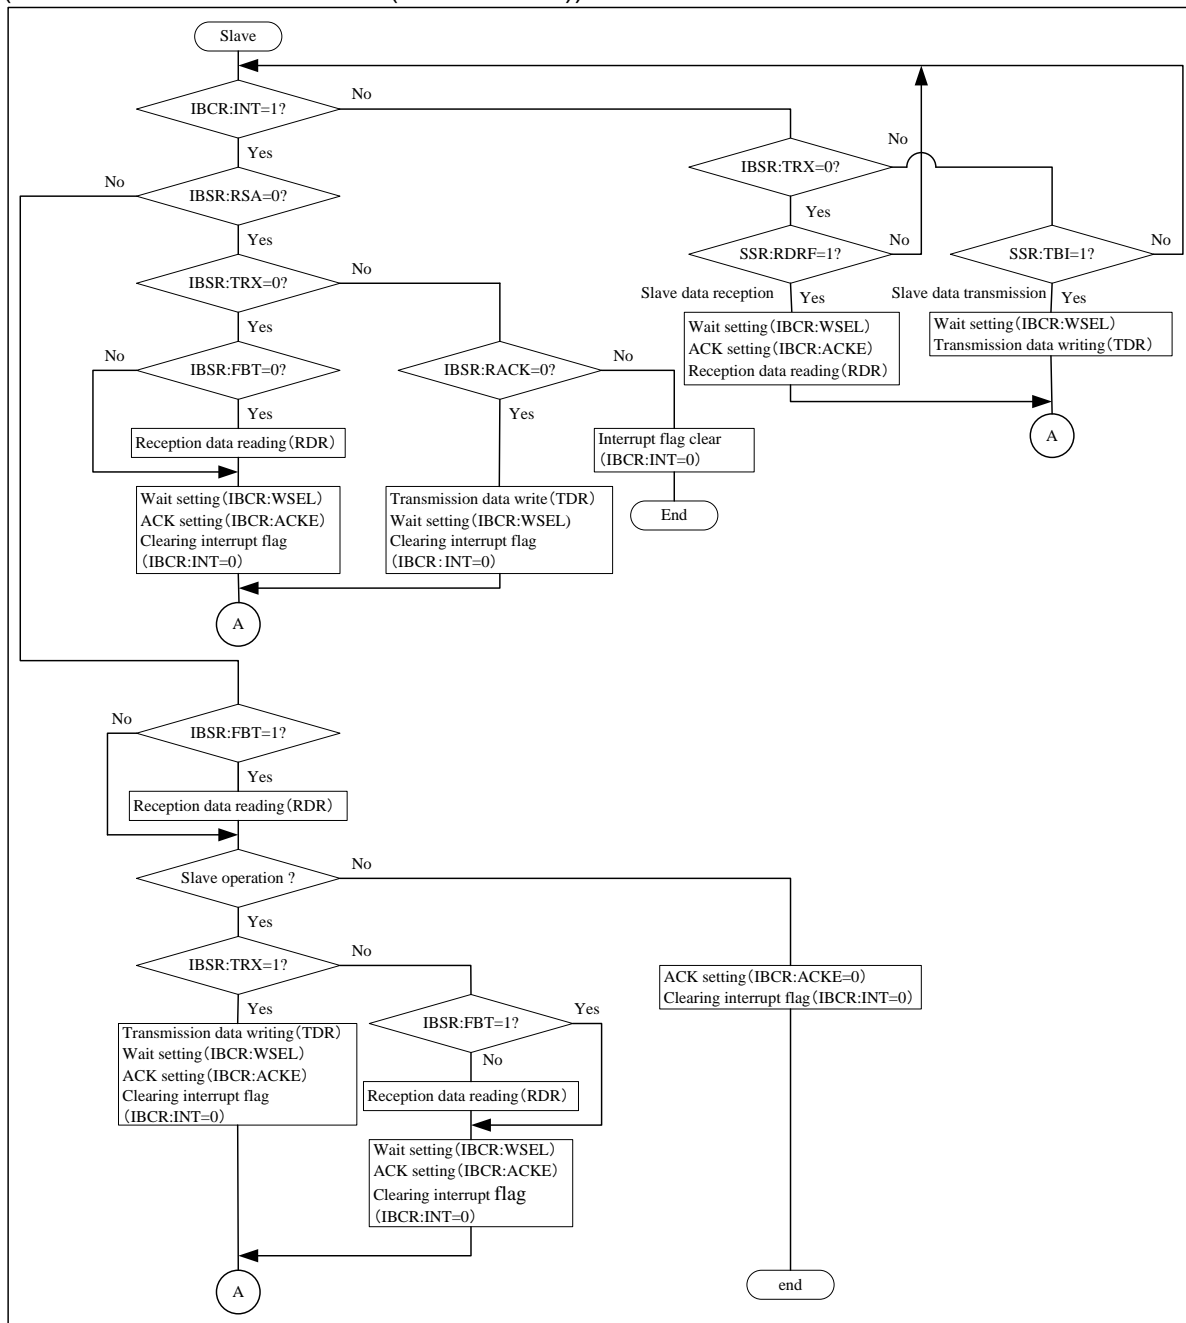 Slave
IBCR:INT=1?
No
Yes
IBSR:TRX=0?
No
Yes
No
IBSR:RSA=0?
Yes
SSR:RDRF=1?
No
SSR:TBI=1?
No
IBSR:TRX=0?
No
Yes
Slave data reception
Yes
Slave data transmission
Yes
Wait setting(IBCR:WSEL)
ACK setting(IBCR:ACKE)
Reception data reading(RDR)
Wait setting(IBCR:WSEL)
Transmission data writing(TDR)
A
No
IBSR:FBT=0?
Yes
IBSR:RACK=0?
No
Yes
Reception data reading(RDR)
Interrupt flag clear
(IBCR:INT=0)
End
Wait setting(IBCR:WSEL)
ACK setting(IBCR:ACKE)
Clearing interrupt flag
(IBCR:INT=0)
Transmission data write(TDR)
Wait setting(IBCR:WSEL)
Clearing interrupt flag
(IBCR:INT=0)
A
No
IBSR:FBT=1?
Yes
Reception data reading(RDR)
Slave operation ?
No
Yes
IBSR:TRX=1?
No
Yes
ACK setting(IBCR:ACKE=0)
Clearing interrupt flag(IBCR:INT=0)
IBSR:FBT=1?
Yes
No
Transmission data writing(TDR)
Wait setting(IBCR:WSEL)
ACK setting(IBCR:ACKE)
Clearing interrupt flag
(IBCR:INT=0)
Reception data reading(RDR)
Wait setting(IBCR:WSEL)
ACK setting(IBCR:ACKE)
Clearing interrupt flag
(IBCR:INT=0)
A
end